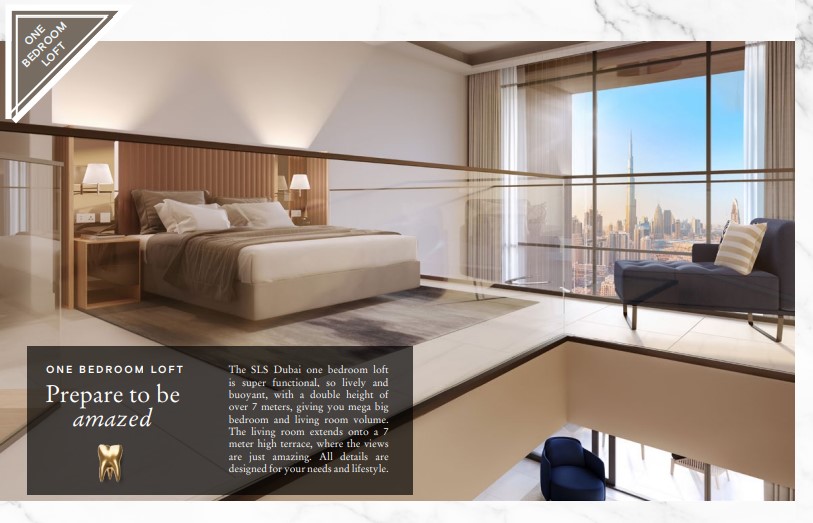 ONE
BEDROOM
LOFT
ONE BEDROOM LOFT
Prepare to be
amazed
The SLS Dubai one bedroom loft
is super functional, so lively and
buoyant, with a double height of
over 7 meters, giving you mega big
bedroom and living room volume.
The living room extends onto a 7
meter high terrace, where the views
are just amazing. All details are
designed for your needs and lifestyle.